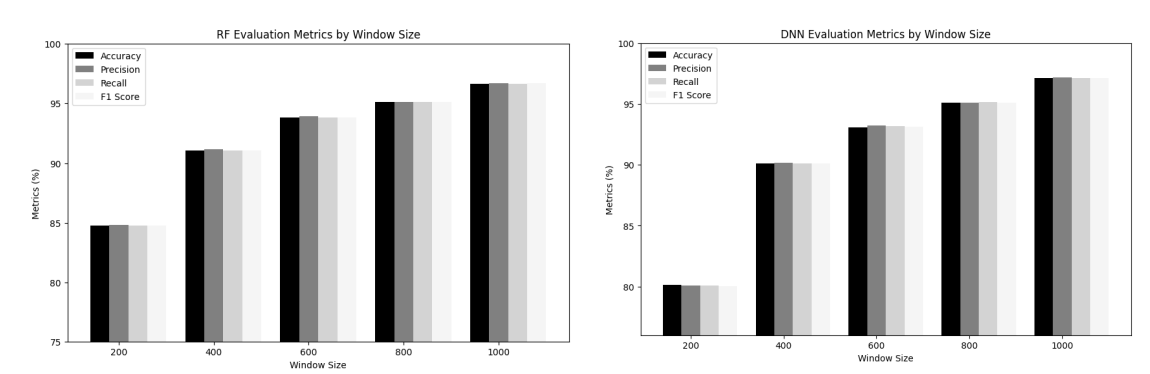 RF Evaluation Metrics by Window Size
100
95
90
85
80
75
Metrics (%)
Accuracy
Precision
Recall
F1 Score
200 400 600 800 1000
Window Size
DNN Evaluation Metrics by Window Size
100
95
90
85
80
Metrics (%)
Accuracy
Precision
Recall
F1 Score
200 400 600 800 1000
Window Size